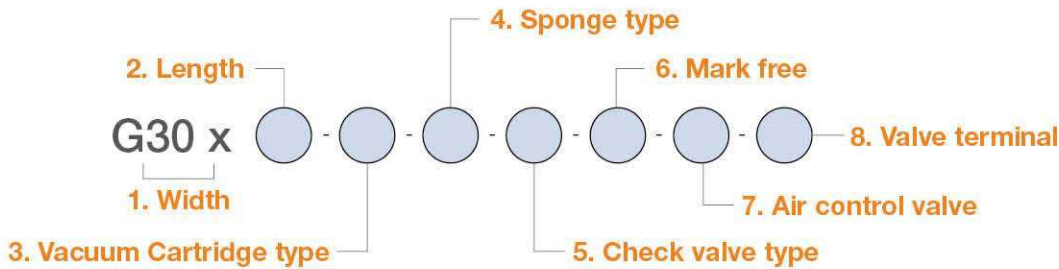 4. Sponge type
2. Length
6. Mark free
G30 x - - - - - -
8. Valve terminal
1. Width
7. Air control valve
3. Vacuum Cartridge type
5. Check valve type